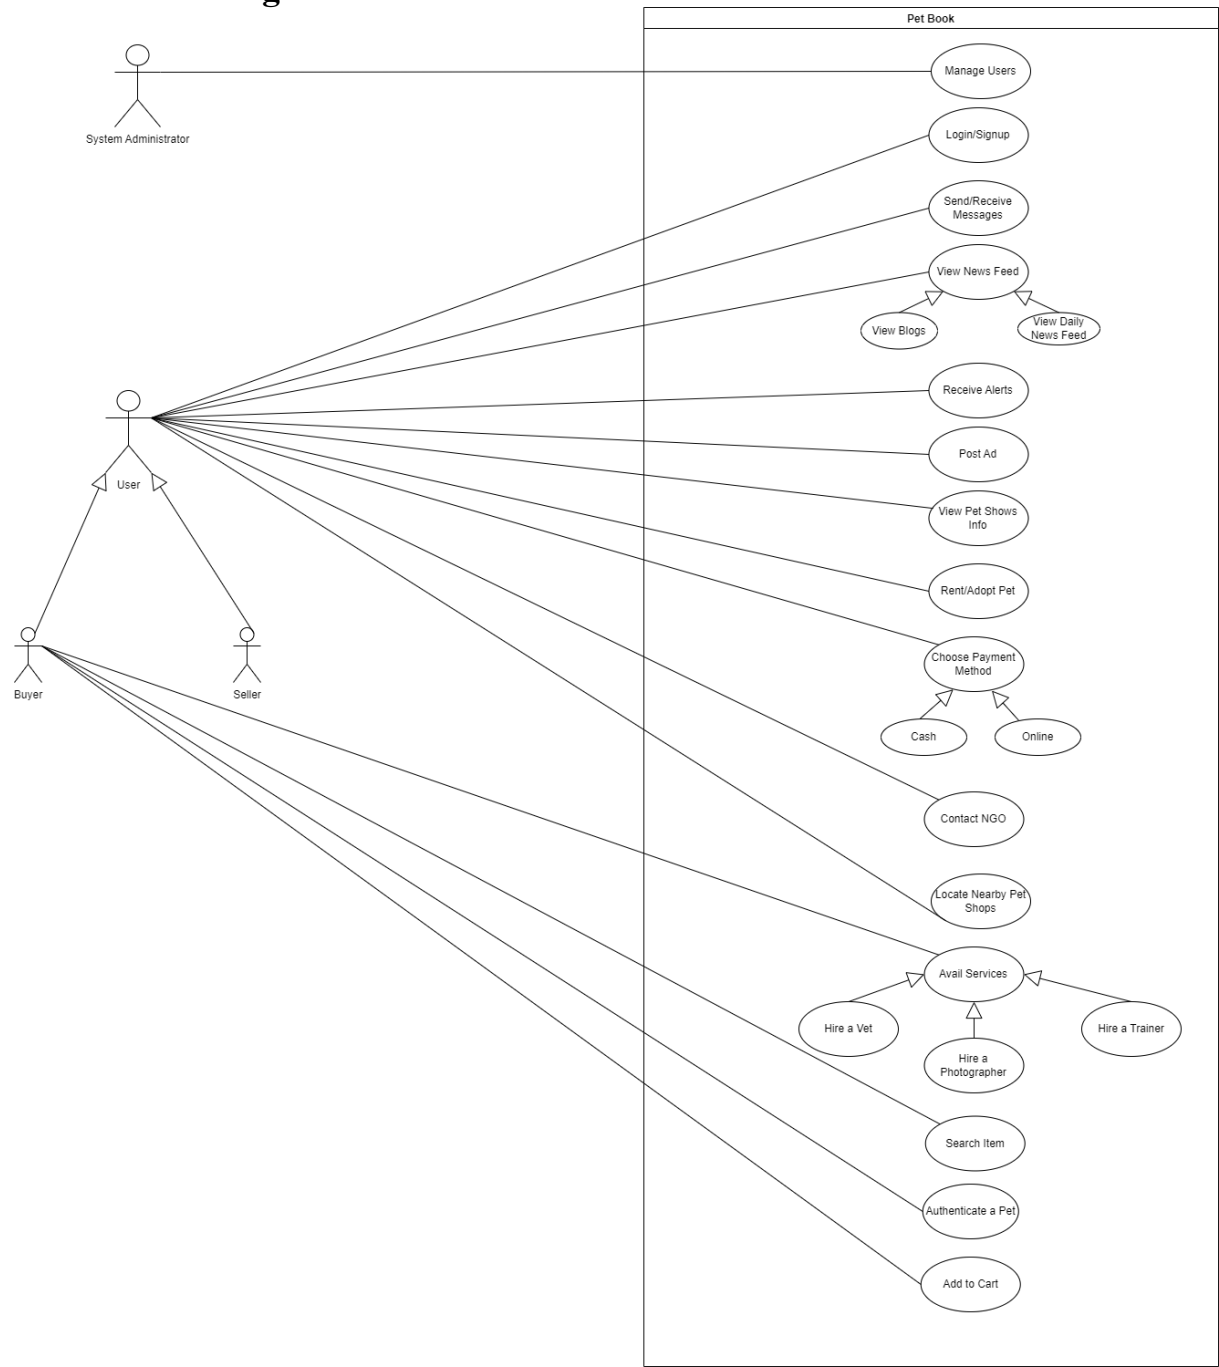 g
Pet Book
Manage Users
System Administrator
Login/Signup
Send/Receive
Messages
View News Feed
View Blogs
View Daily
News Feed
Receive Alerts
Post Ad
User
View Pet Shows
Info
Rent/Adopt Pet
Choose Payment
Method
Buyer
Seller
Cash
Online
Contact NGO
Locate Nearby Pet
Shops
Avail Services
Hire a Vet
Hire a Trainer
Hire a
Photographer
Search Item
Authenticate a Pet
Add to Cart